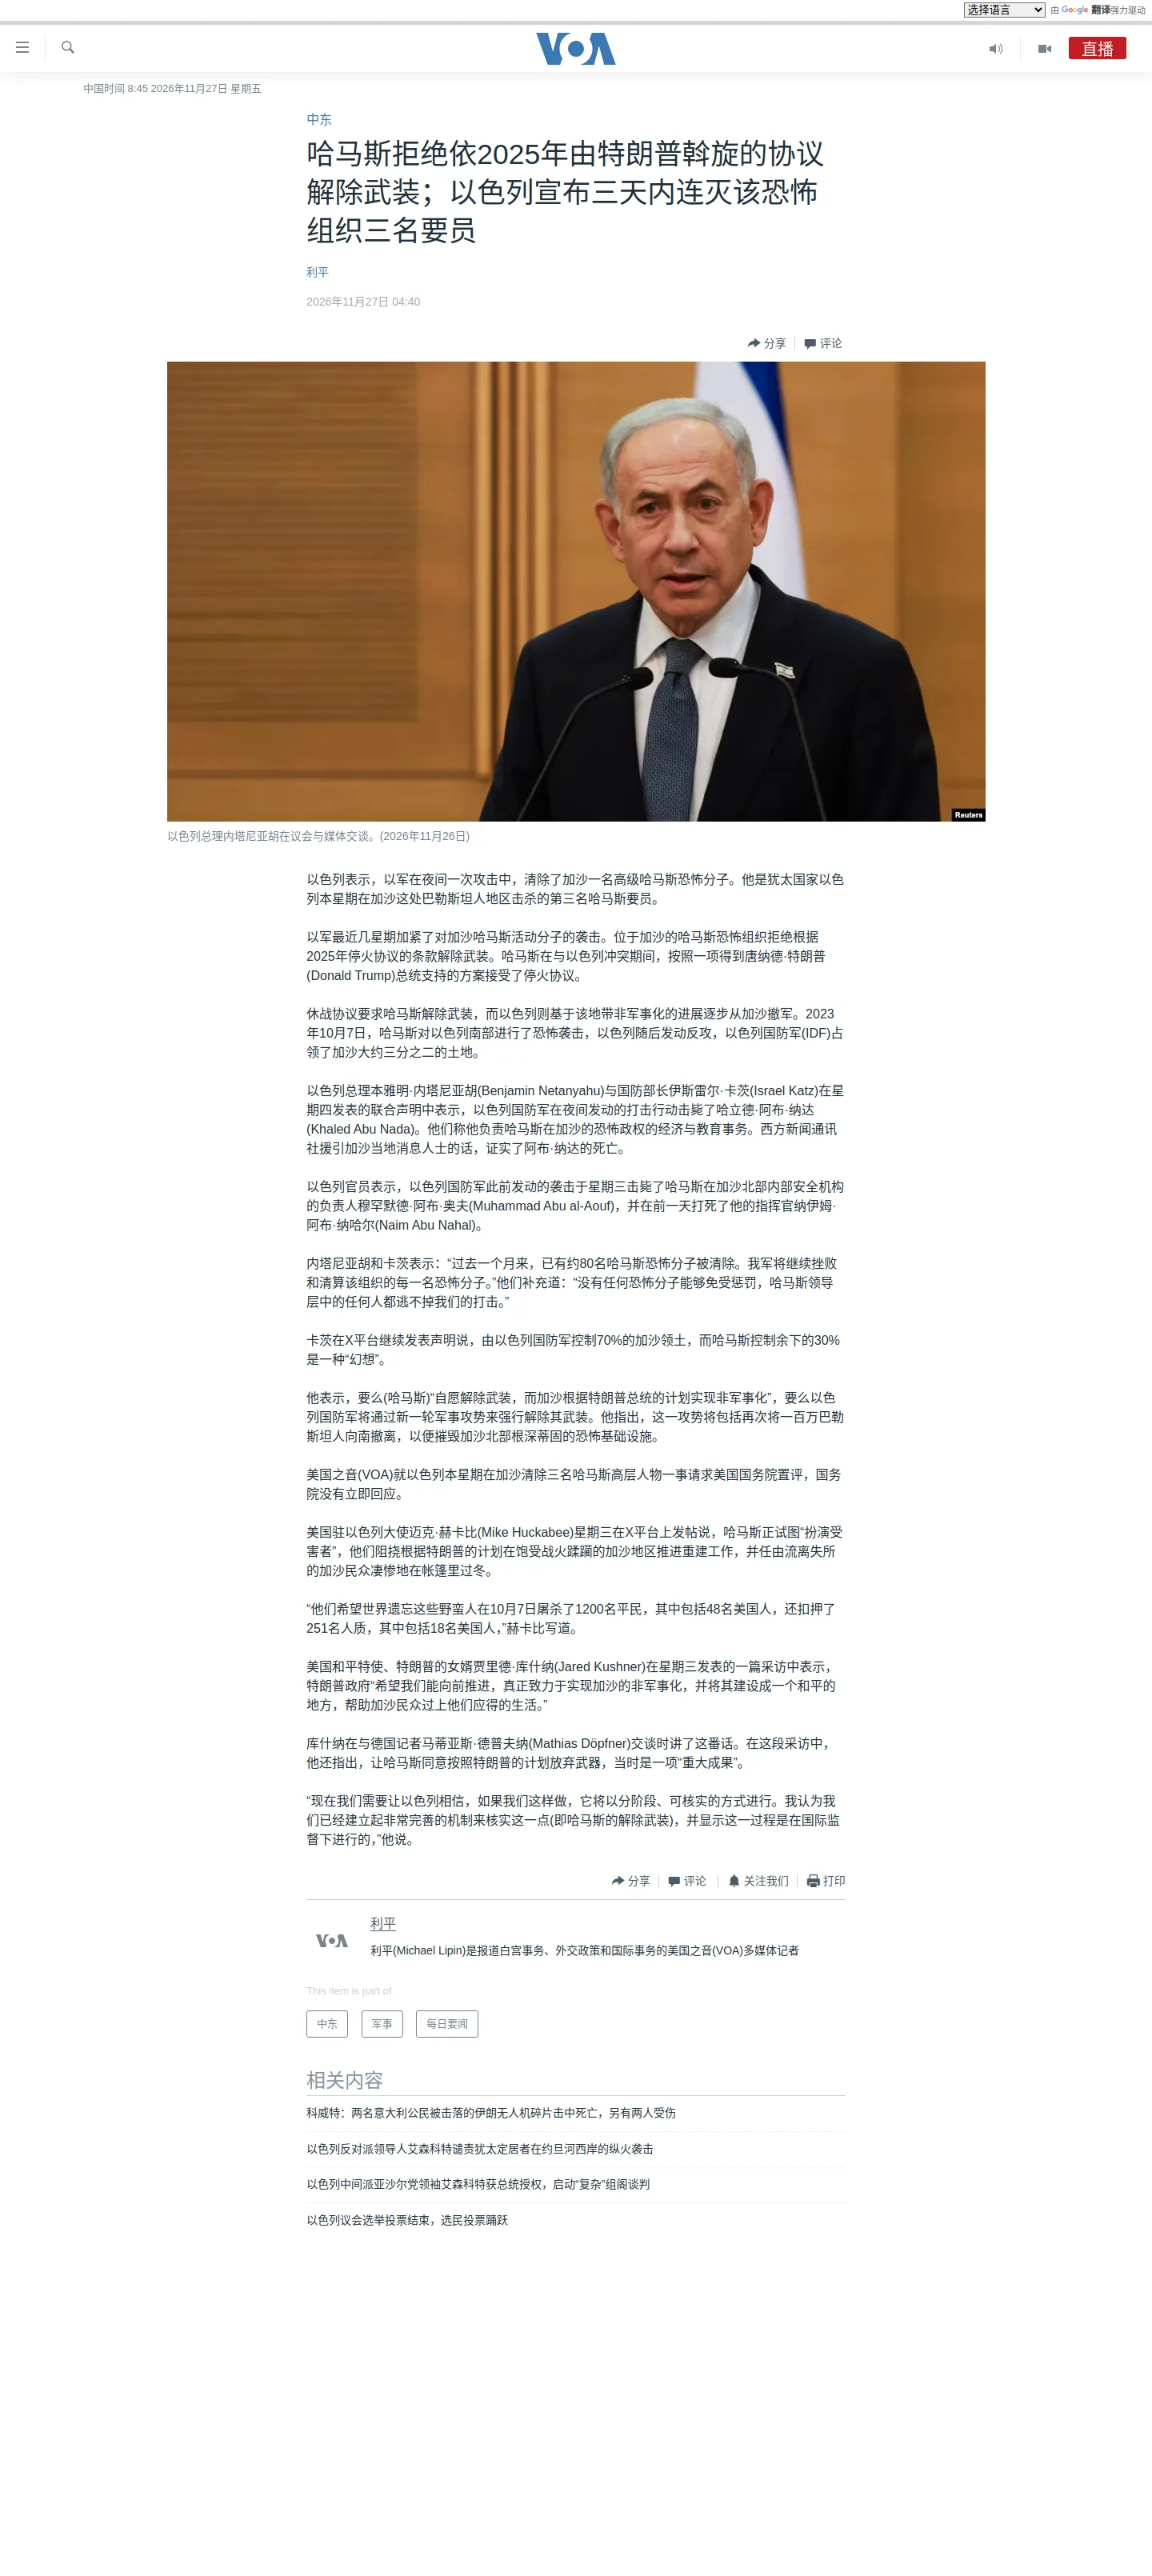 选择语言 由 Google 翻译强力驱动
VOA
直播
中国时间 8:45 2026年11月27日 星期五
中东
哈马斯拒绝依2025年由特朗普斡旋的协议
解除武装；以色列宣布三天内连灭该恐怖
组织三名要员
利平
2026年11月27日 04:40
分享 评论
Reuters
以色列总理内塔尼亚胡在议会与媒体交谈。(2026年11月26日)
以色列表示，以军在夜间一次攻击中，清除了加沙一名高级哈马斯恐怖分子。他是犹太国家以色
列本星期在加沙这处巴勒斯坦人地区击杀的第三名哈马斯要员。
以军最近几星期加紧了对加沙哈马斯活动分子的袭击。位于加沙的哈马斯恐怖组织拒绝根据
2025年停火协议的条款解除武装。哈马斯在与以色列冲突期间，按照一项得到唐纳德·特朗普
(Donald Trump)总统支持的方案接受了停火协议。
休战协议要求哈马斯解除武装，而以色列则基于该地带非军事化的进展逐步从加沙撤军。2023
年10月7日，哈马斯对以色列南部进行了恐怖袭击，以色列随后发动反攻，以色列国防军(IDF)占
领了加沙大约三分之二的土地。
以色列总理本雅明·内塔尼亚胡(Benjamin Netanyahu)与国防部长伊斯雷尔·卡茨(Israel Katz)在星
期四发表的联合声明中表示，以色列国防军在夜间发动的打击行动击毙了哈立德·阿布·纳达
(Khaled Abu Nada)。他们称他负责哈马斯在加沙的恐怖政权的经济与教育事务。西方新闻通讯
社援引加沙当地消息人士的话，证实了阿布·纳达的死亡。
以色列官员表示，以色列国防军此前发动的袭击于星期三击毙了哈马斯在加沙北部内部安全机构
的负责人穆罕默德·阿布·奥夫(Muhammad Abu al-Aouf)，并在前一天打死了他的指挥官纳伊姆·
阿布·纳哈尔(Naim Abu Nahal)。
内塔尼亚胡和卡茨表示：“过去一个月来，已有约80名哈马斯恐怖分子被清除。我军将继续挫败
和清算该组织的每一名恐怖分子。”他们补充道：“没有任何恐怖分子能够免受惩罚，哈马斯领导
层中的任何人都逃不掉我们的打击。”
卡茨在X平台继续发表声明说，由以色列国防军控制70%的加沙领土，而哈马斯控制余下的30%
是一种“幻想”。
他表示，要么(哈马斯)“自愿解除武装，而加沙根据特朗普总统的计划实现非军事化”，要么以色
列国防军将通过新一轮军事攻势来强行解除其武装。他指出，这一攻势将包括再次将一百万巴勒
斯坦人向南撤离，以便摧毁加沙北部根深蒂固的恐怖基础设施。
美国之音(VOA)就以色列本星期在加沙清除三名哈马斯高层人物一事请求美国国务院置评，国务
院没有立即回应。
美国驻以色列大使迈克·赫卡比(Mike Huckabee)星期三在X平台上发帖说，哈马斯正试图“扮演受
害者”，他们阻挠根据特朗普的计划在饱受战火蹂躏的加沙地区推进重建工作，并任由流离失所
的加沙民众凄惨地在帐篷里过冬。
“他们希望世界遗忘这些野蛮人在10月7日屠杀了1200名平民，其中包括48名美国人，还扣押了
251名人质，其中包括18名美国人，”赫卡比写道。
美国和平特使、特朗普的女婿贾里德·库什纳(Jared Kushner)在星期三发表的一篇采访中表示，
特朗普政府“希望我们能向前推进，真正致力于实现加沙的非军事化，并将其建设成一个和平的
地方，帮助加沙民众过上他们应得的生活。”
库什纳在与德国记者马蒂亚斯·德普夫纳(Mathias Döpfner)交谈时讲了这番话。在这段采访中，
他还指出，让哈马斯同意按照特朗普的计划放弃武器，当时是一项“重大成果”。
“现在我们需要让以色列相信，如果我们这样做，它将以分阶段、可核实的方式进行。我认为我
们已经建立起非常完善的机制来核实这一点(即哈马斯的解除武装)，并显示这一过程是在国际监
督下进行的，”他说。
分享 评论 关注我们 打印
VOA
利平
利平(Michael Lipin)是报道白宫事务、外交政策和国际事务的美国之音(VOA)多媒体记者
This item is part of
中东 军事 每日要闻
相关内容
科威特：两名意大利公民被击落的伊朗无人机碎片击中死亡，另有两人受伤
以色列反对派领导人艾森科特谴责犹太定居者在约旦河西岸的纵火袭击
以色列中间派亚沙尔党领袖艾森科特获总统授权，启动“复杂”组阁谈判
以色列议会选举投票结束，选民投票踊跃